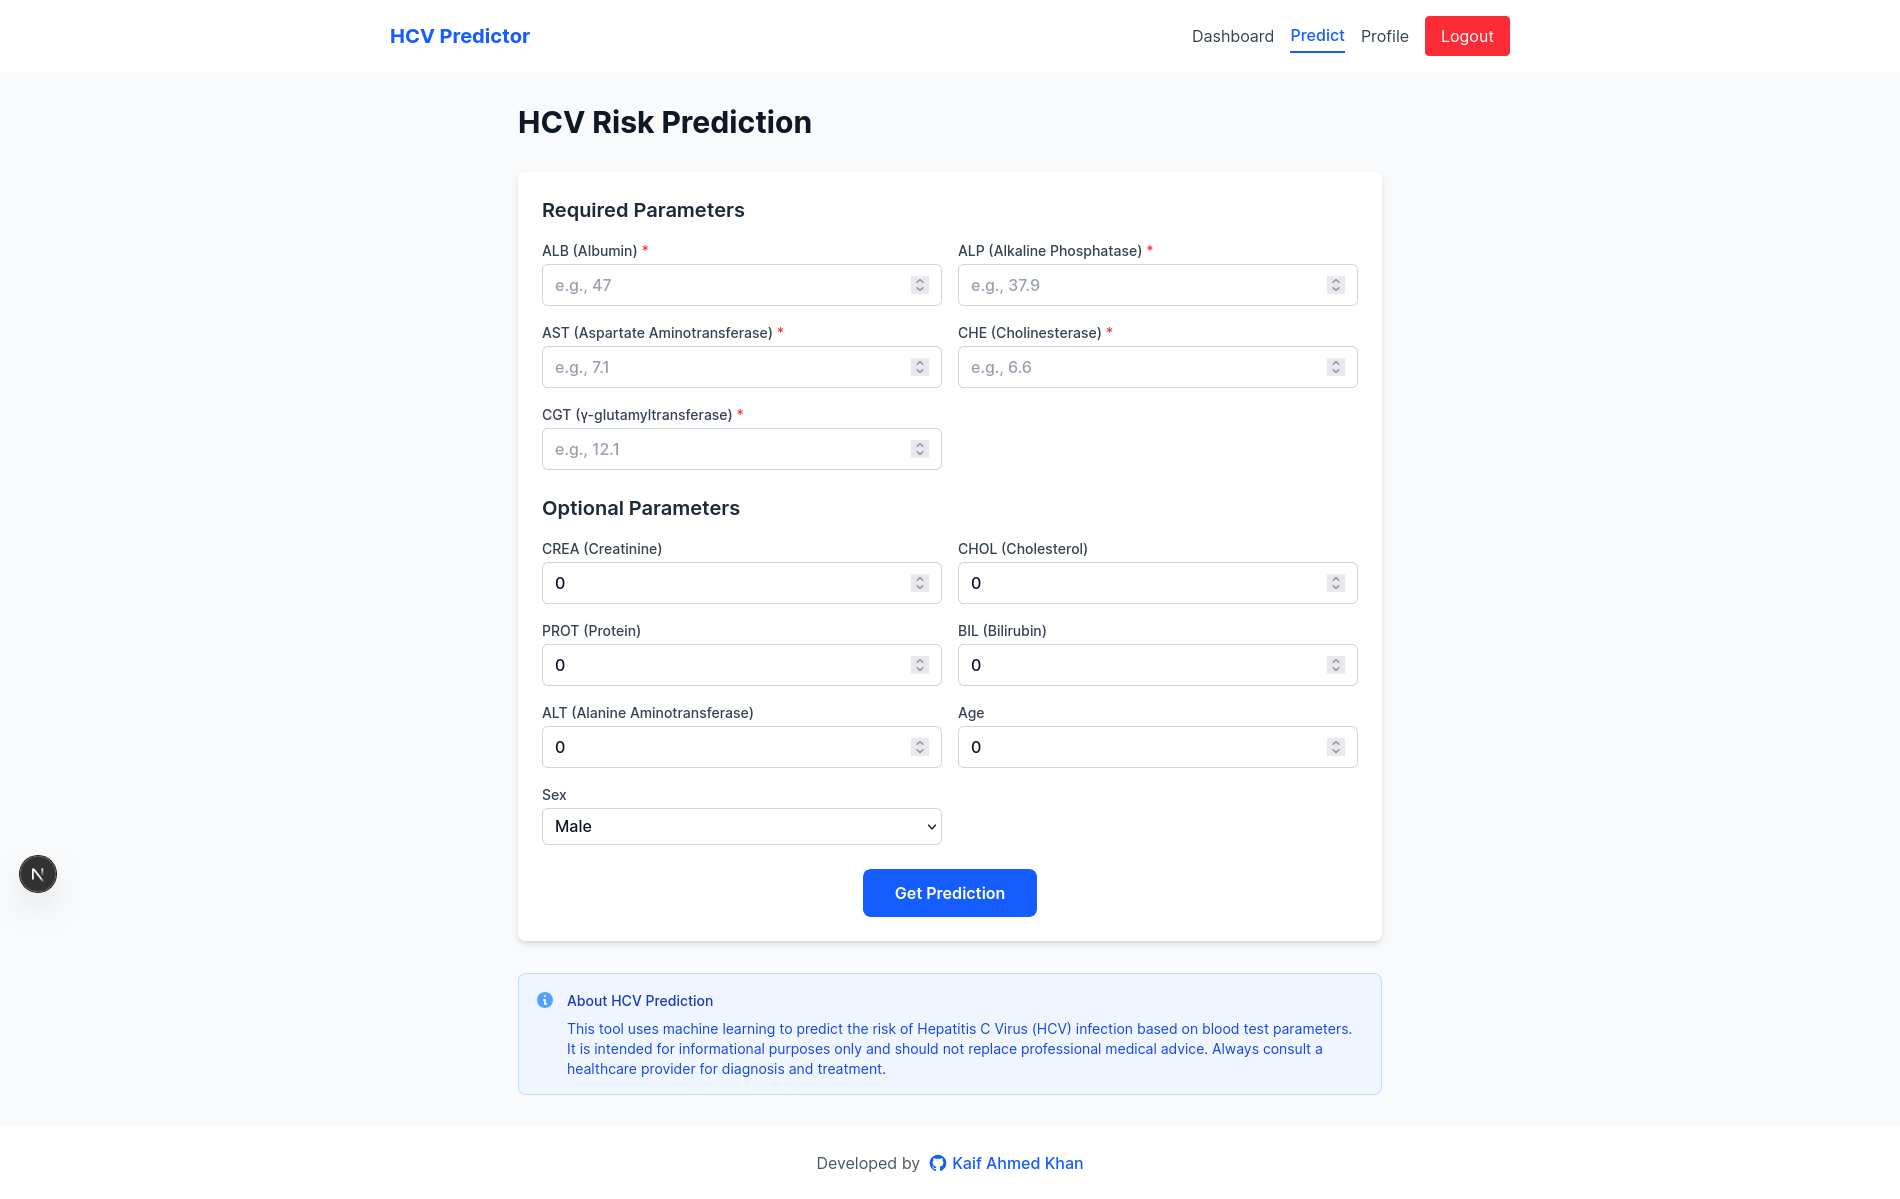 HCV Predictor
Dashboard
Predict
Profile
Logout
HCV Risk Prediction
Required Parameters
ALB (Albumin) *
ALP (Alkaline Phosphatase) *
e.g., 47
e.g., 37.9
AST (Aspartate Aminotransferase) *
CHE (Cholinesterase) *
e.g., 7.1
e.g., 6.6
CGT (γ-glutamyltransferase) *
e.g., 12.1
Optional Parameters
CREA (Creatinine)
CHOL (Cholesterol)
0
0
PROT (Protein)
BIL (Bilirubin)
0
0
ALT (Alanine Aminotransferase)
Age
0
0
Sex
Male
N
Get Prediction
About HCV Prediction
This tool uses machine learning to predict the risk of Hepatitis C Virus (HCV) infection based on blood test parameters.
It is intended for informational purposes only and should not replace professional medical advice. Always consult a
healthcare provider for diagnosis and treatment.
Developed by Kaif Ahmed Khan